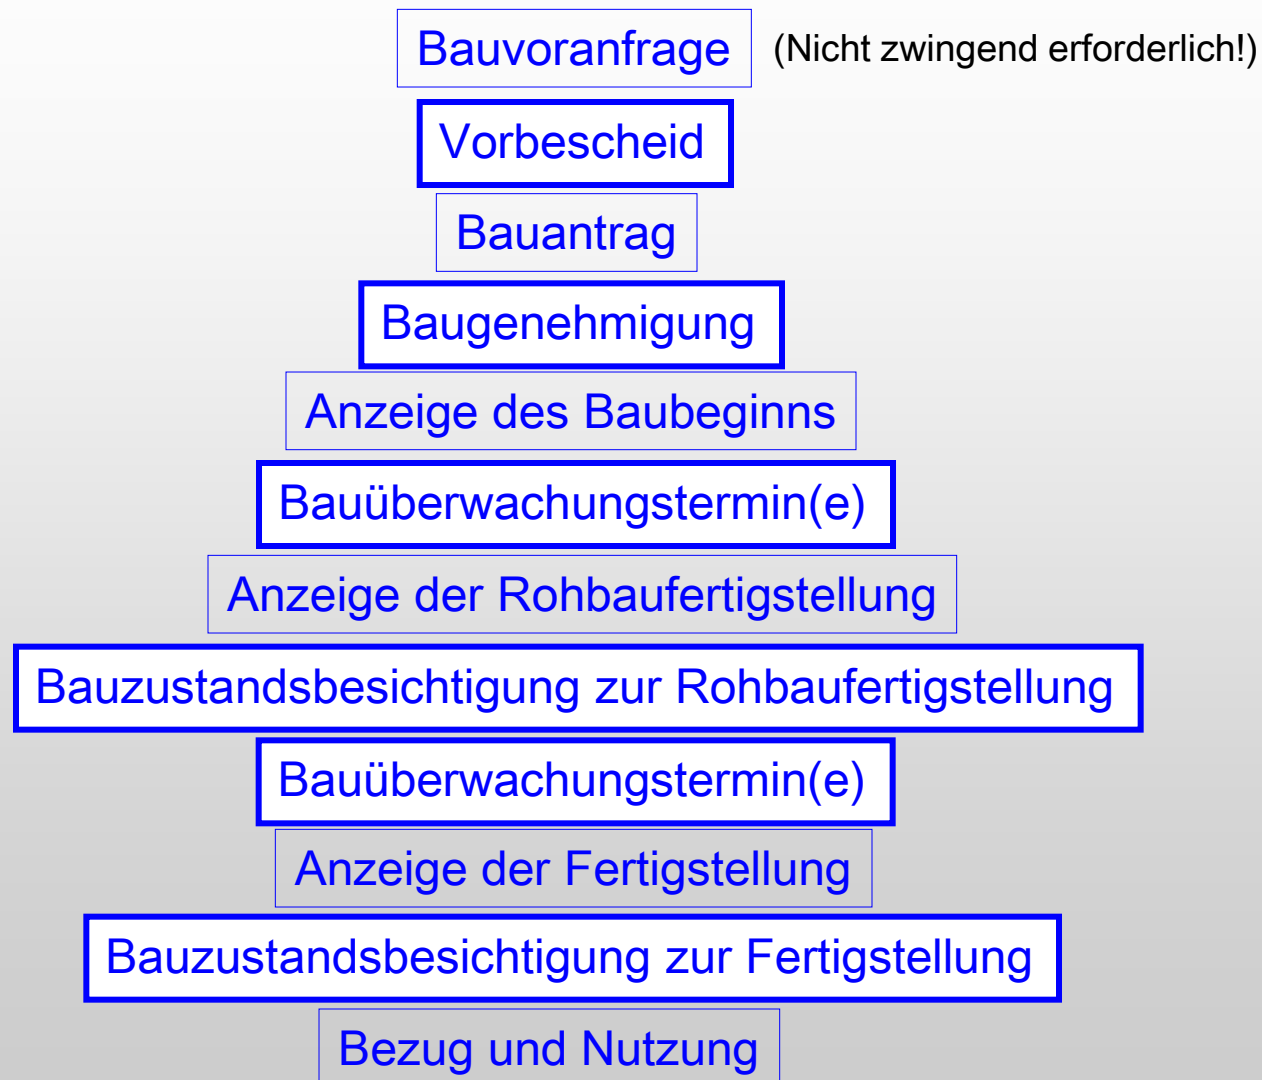 Bauvoranfrage (Nicht zwingend erforderlich!)
Vorbescheid
Bauantrag
Baugenehmigung
Anzeige des Baubeginns
Bauüberwachungstermin(e)
Anzeige der Rohbaufertigstellung
Bauzustandsbesichtigung zur Rohbaufertigstellung
Bauüberwachungstermin(e)
Anzeige der Fertigstellung
Bauzustandsbesichtigung zur Fertigstellung
Bezug und Nutzung